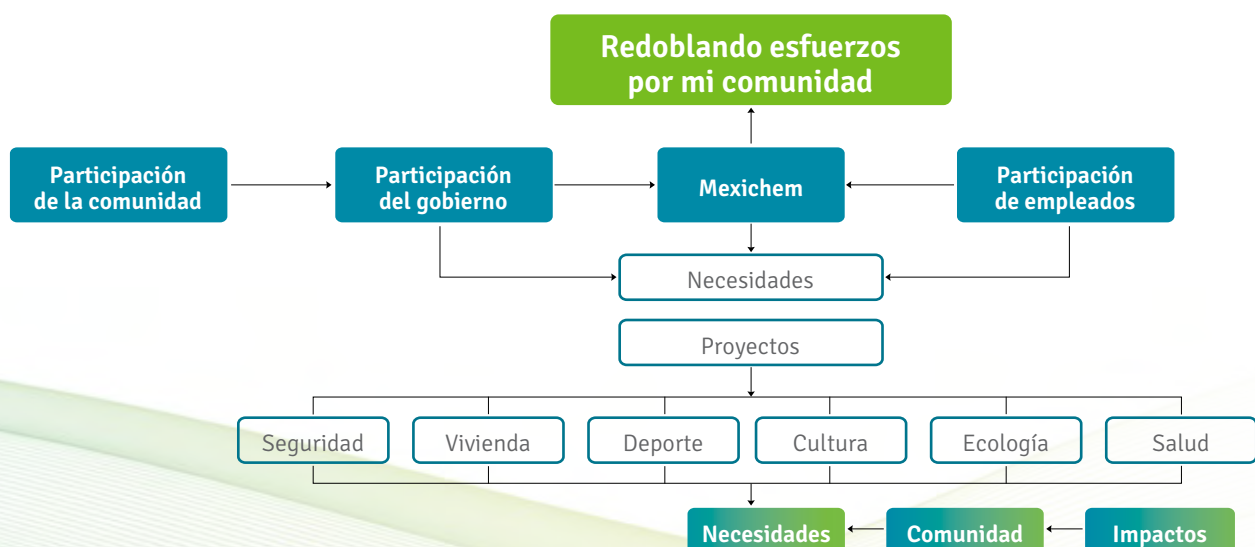 Redoblando esfuerzos
por mi comunidad
Participación
de la comunidad
Participación
del gobierno
Mexichem
Participación
de empleados
Necesidades
Proyectos
Seguridad
Vivienda
Deporte
Cultura
Ecología
Salud
Necesidades
Comunidad
Impactos